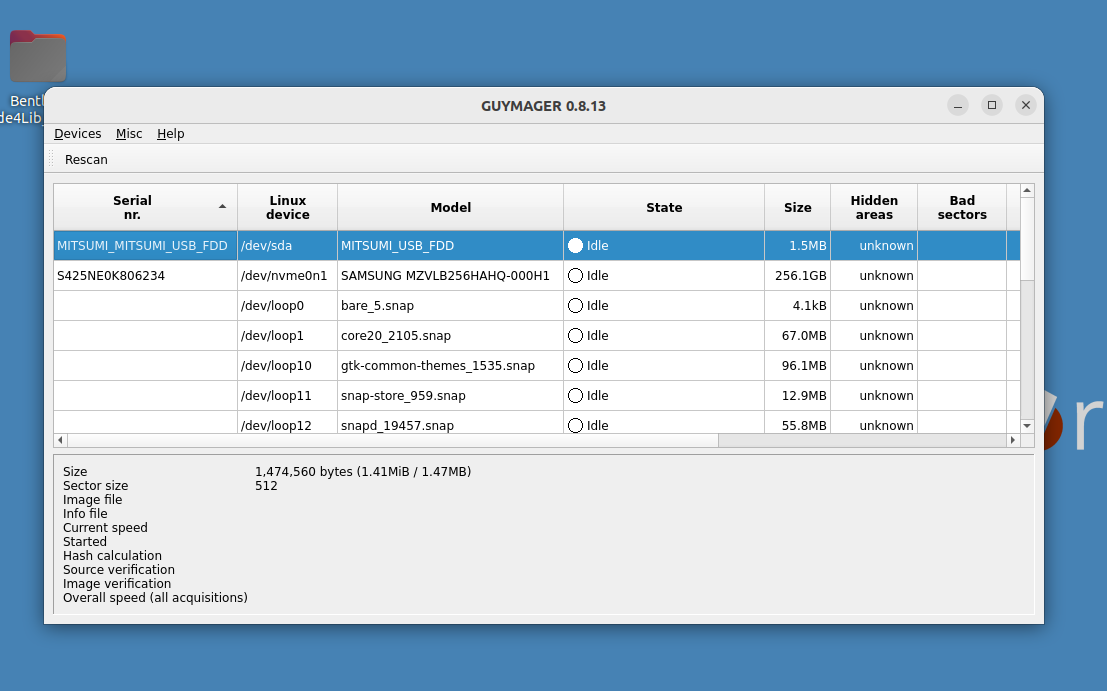 Bentl
de4Lib_
GUYMAGER 0.8.13
Devices Misc Help
Rescan
Serial nr. Linux device Model State Size Hidden areas Bad sectors
MITSUMI_MITSUMI_USB_FDD /dev/sda MITSUMI_USB_FDD Idle 1.5MB unknown
S425NE0K806234 /dev/nvme0n1 SAMSUNG MZVLB256HAHQ-000H1 Idle 256.1GB unknown
/dev/loop0 bare_5.snap Idle 4.1kB unknown
/dev/loop1 core20_2105.snap Idle 67.0MB unknown
/dev/loop10 gtk-common-themes_1535.snap Idle 96.1MB unknown
/dev/loop11 snap-store_959.snap Idle 12.9MB unknown
/dev/loop12 snapd_19457.snap Idle 55.8MB unknown
Size 1,474,560 bytes (1.41MiB / 1.47MB)
Sector size 512
Image file
Info file
Current speed
Started
Hash calculation
Source verification
Image verification
Overall speed (all acquisitions)